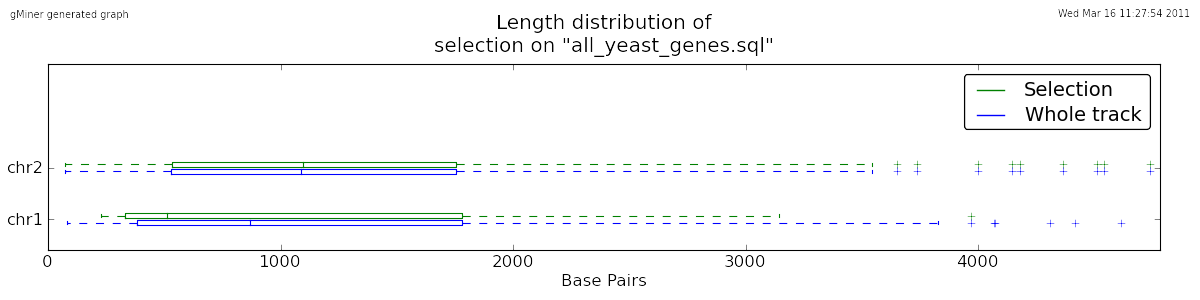 gMiner generated graph
Wed Mar 16 11:27:54 2011
Length distribution of
selection on "all_yeast_genes.sql"
Selection
Whole track
chr2
chr1
0 1000 2000 3000 4000
Base Pairs